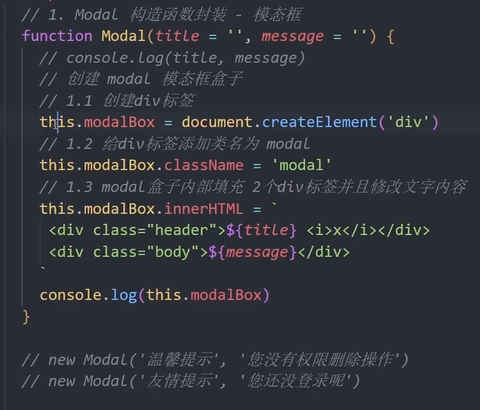 // 1. Modal 构造函数封装 - 模态框
function Modal(title = '', message = '') {
// console.log(title, message)
// 创建 modal 模态框盒子
// 1.1 创建div标签
this.modalBox = document.createElement('div')
// 1.2 给div标签添加类名为 modal
this.modalBox.className = 'modal'
// 1.3 modal盒子内部填充 2个div标签并且修改文字内容
this.modalBox.innerHTML = `
<div class="header">${title} <i>x</i></div>
<div class="body">${message}</div>
`
console.log(this.modalBox)
}
// new Modal('温馨提示', '您没有权限删除操作')
// new Modal('友情提示', '您还没登录呢')